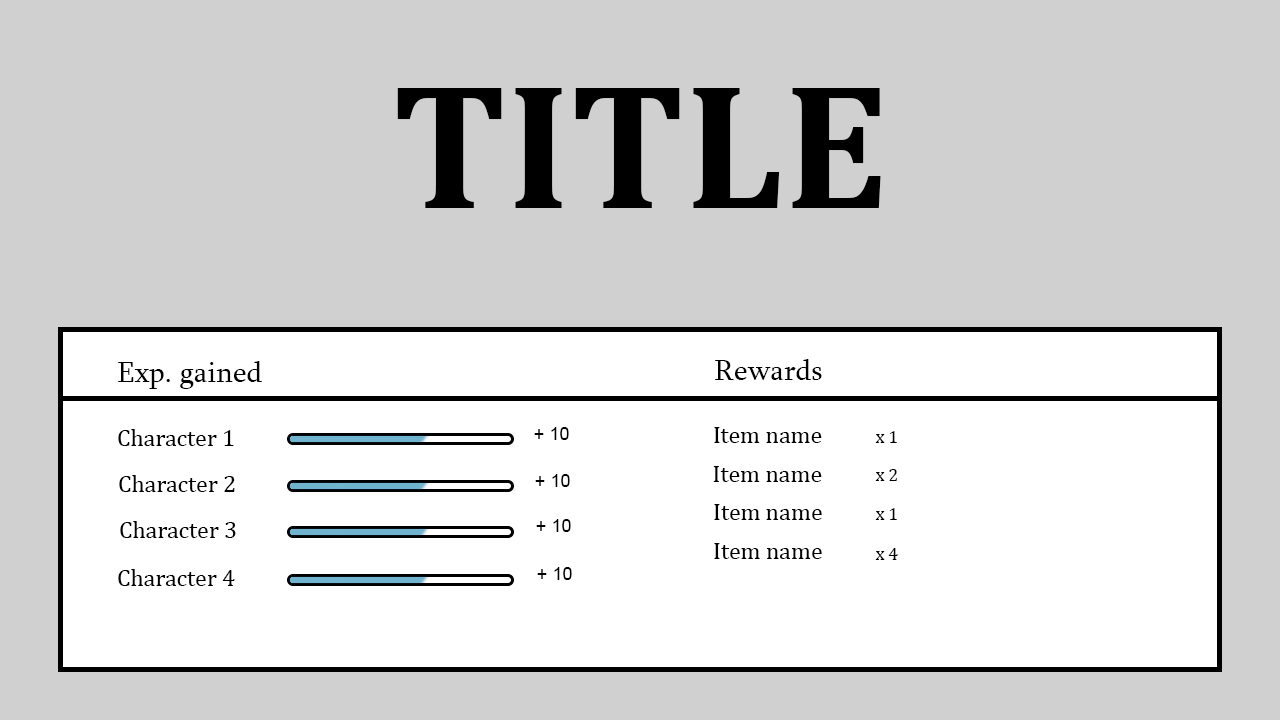 TITLE
Exp. gained
Character 1 + 10
Character 2 + 10
Character 3 + 10
Character 4 + 10
Rewards
Item name x 1
Item name x 2
Item name x 1
Item name x 4